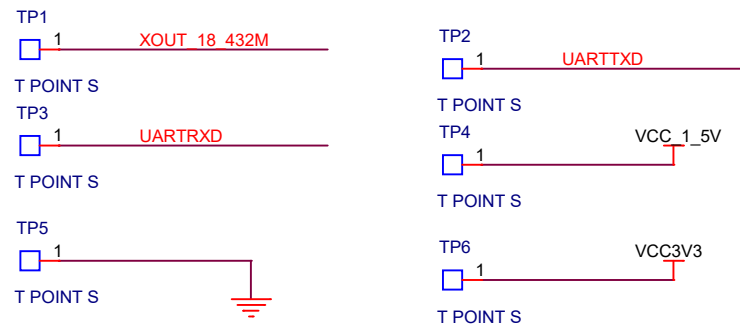 TP1
1
XOUT_18_432M
T POINT S
TP2
1
UARTTXD
T POINT S
TP3
1
UARTRXD
T POINT S
TP4
1
VCC_1_5V
T POINT S
TP5
1
T POINT S
TP6
1
VCC3V3
T POINT S